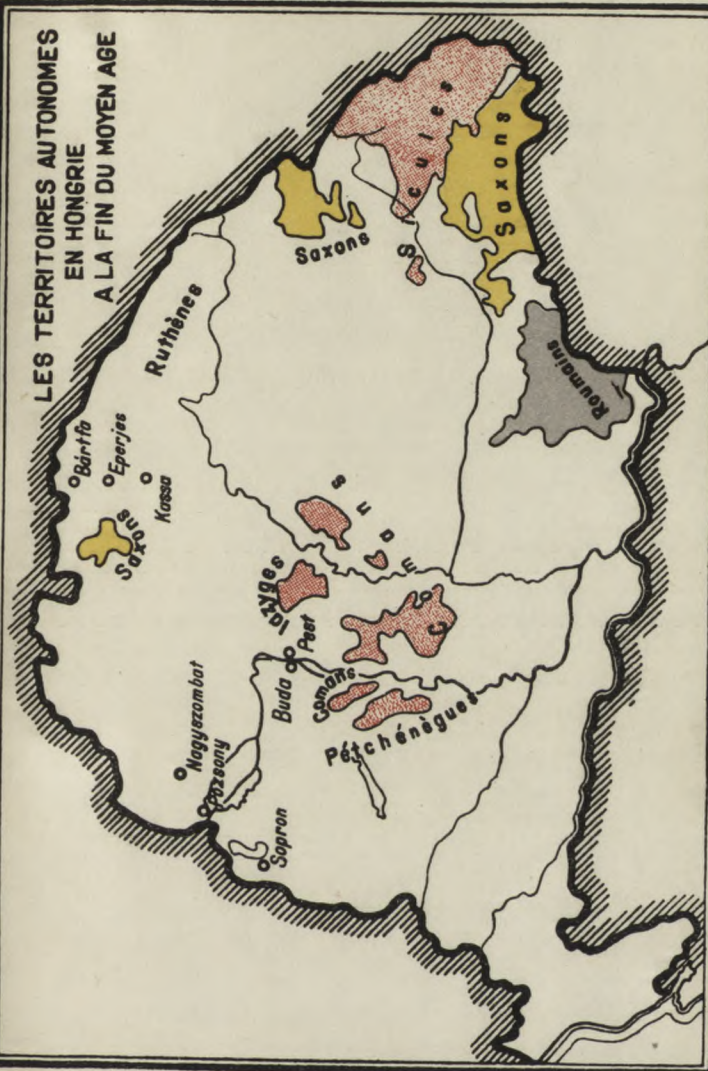 LES TERRITOIRES AUTONOMES
EN HONGRIE
A LA FIN DU MOYEN AGE
Bártfa
Eperjes
Kassa
Saxons
Ruthènes
Saxons
Sicules
Saxons
Roumains
Nagyszombat
Pozsony
Sopron
Buda
Pest
Iazyges
Comans
Comans
Pétchénègues